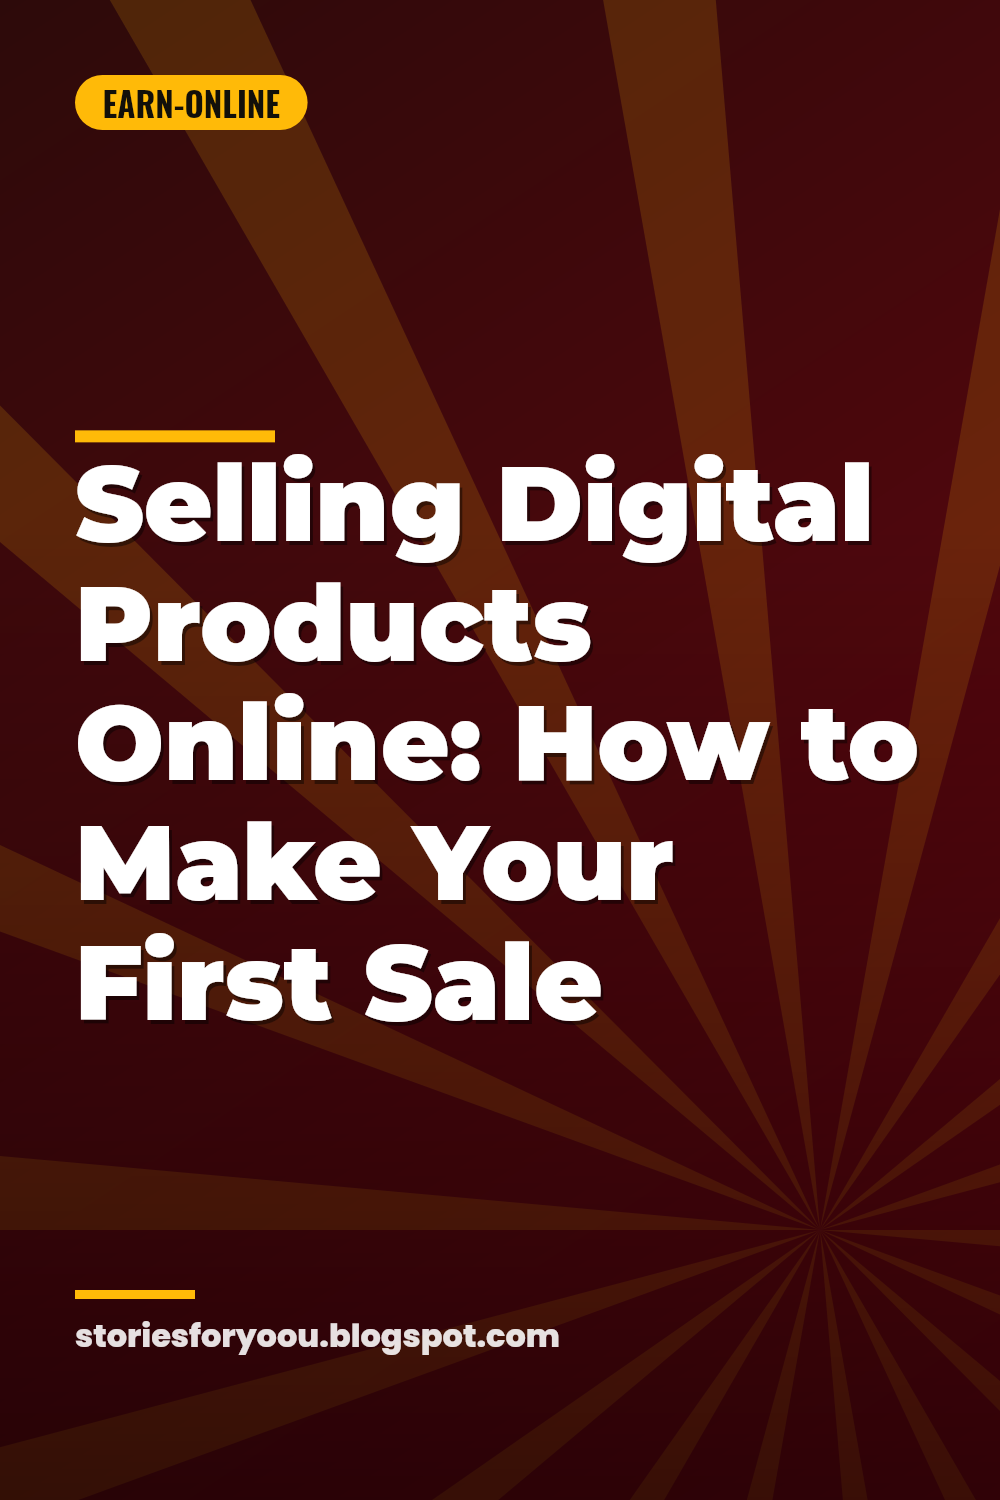 EARN-ONLINE
Selling Digital
Products
Online: How to
Make Your
First Sale
storiesforyoou.blogspot.com